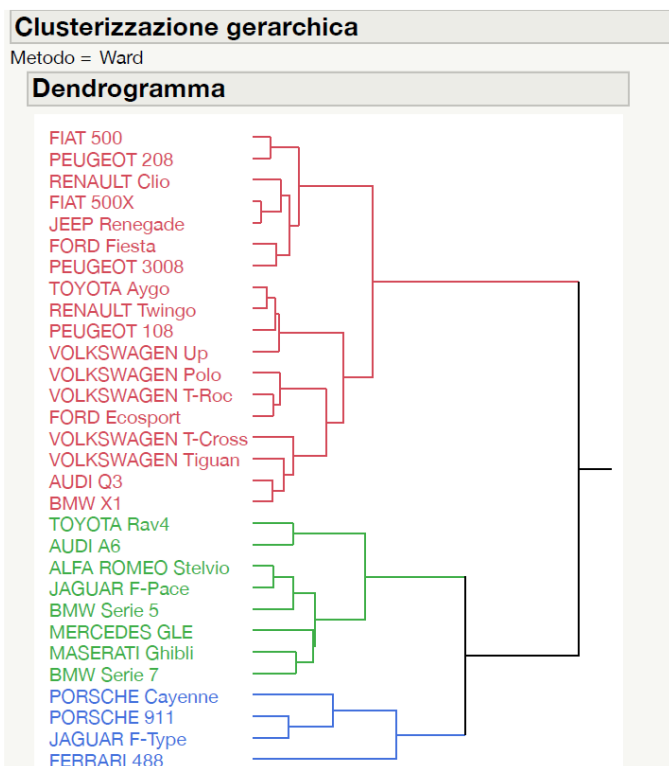 Clusterizzazione gerarchica
Metodo = Ward
Dendrogramma
FIAT 500
PEUGEOT 208
RENAULT Clio
FIAT 500X
JEEP Renegade
FORD Fiesta
PEUGEOT 3008
TOYOTA Aygo
RENAULT Twingo
PEUGEOT 108
VOLKSWAGEN Up
VOLKSWAGEN Polo
VOLKSWAGEN T-Roc
FORD Ecosport
VOLKSWAGEN T-Cross
VOLKSWAGEN Tiguan
AUDI Q3
BMW X1
TOYOTA Rav4
AUDI A6
ALFA ROMEO Stelvio
JAGUAR F-Pace
BMW Serie 5
MERCEDES GLE
MASERATI Ghibli
BMW Serie 7
PORSCHE Cayenne
PORSCHE 911
JAGUAR F-Type
FERRARI 488